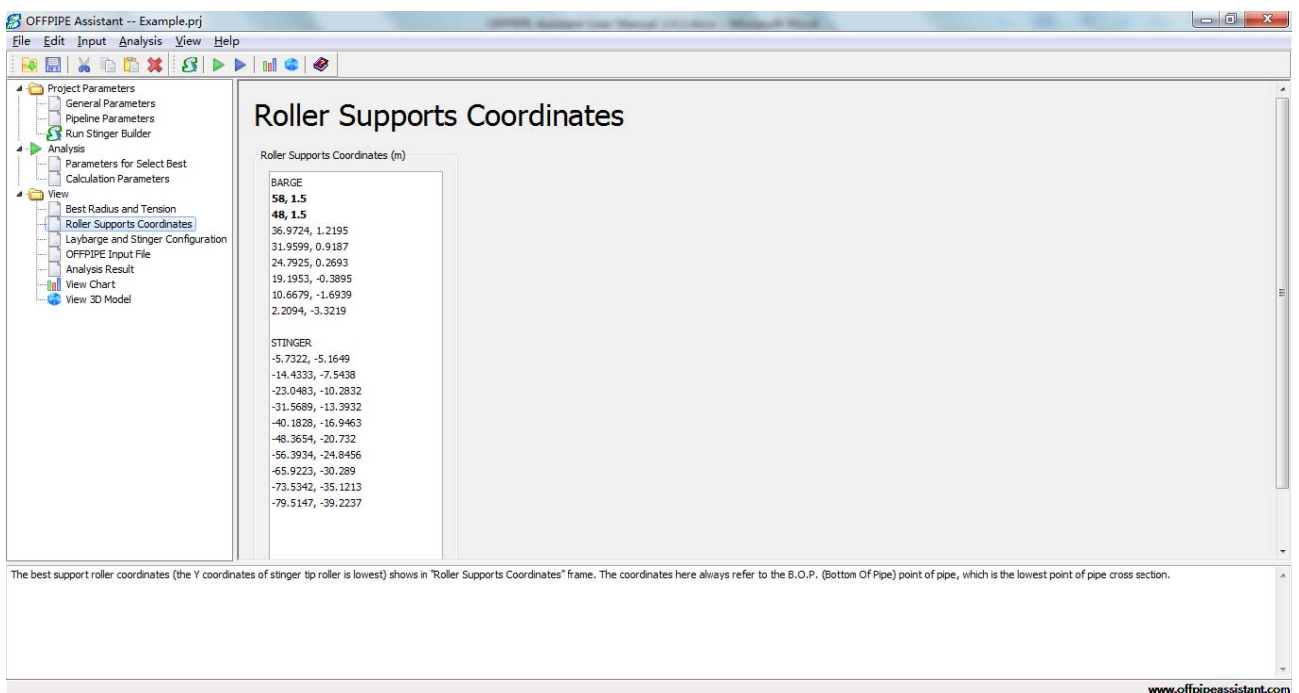 OFFPIPE Assistant -- Example.prj
File Edit Input Analysis View Help
Project Parameters
General Parameters
Pipeline Parameters
Run Stinger Builder
Analysis
Parameters for Select Best
Calculation Parameters
View
Best Radius and Tension
Roller Supports Coordinates
Laybarge and Stinger Configuration
OFFPIPE Input File
Analysis Result
View Chart
View 3D Model
Roller Supports Coordinates
Roller Supports Coordinates (m)
BARGE
58, 1.5
48, 1.5
36.9724, 1.2195
31.9599, 0.9187
24.7925, 0.2693
19.1953, -0.3895
10.6679, -1.6939
2.2094, -3.3219
STINGER
-5.7322, -5.1649
-14.4333, -7.5438
-23.0483, -10.2832
-31.5689, -13.3932
-40.1828, -16.9463
-48.3654, -20.732
-56.3934, -24.8456
-65.9223, -30.289
-73.5342, -35.1213
-79.5147, -39.2237
The best support roller coordinates (the Y coordinates of stinger tip roller is lowest) shows in "Roller Supports Coordinates" frame. The coordinates here always refer to the B.O.P. (Bottom Of Pipe) point of pipe, which is the lowest point of pipe cross section.
www.offpipeassistant.com